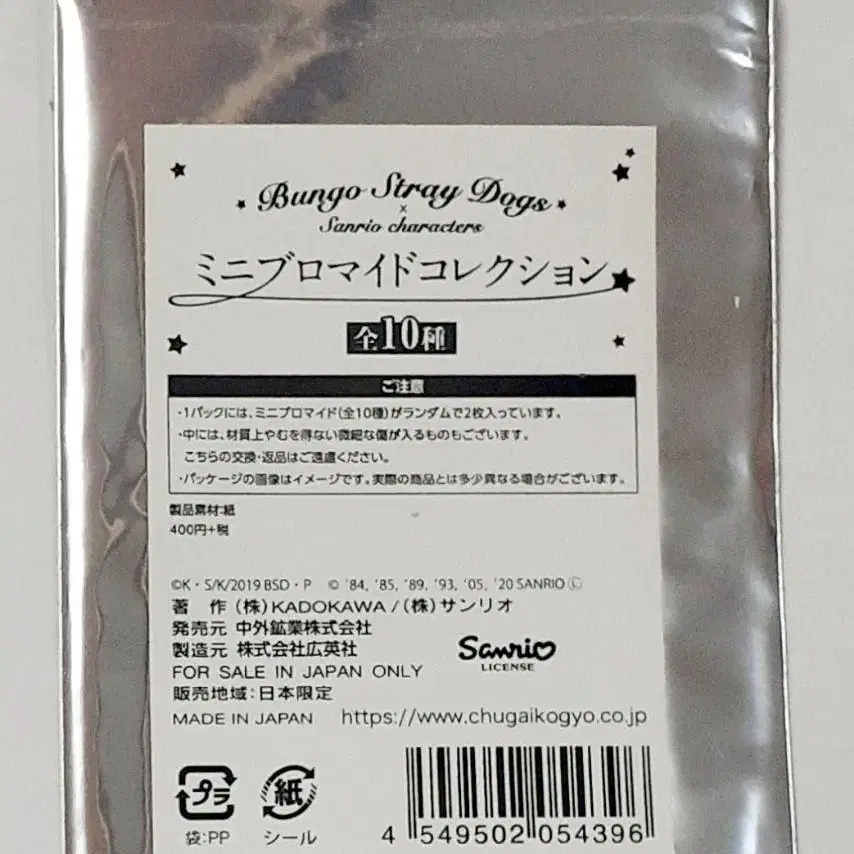 Bungo Stray Dogs
×
Sanrio characters
ミニブロマイドコレクション
全10種
ご注意
・1パックには、ミニブロマイド(全10種)がランダムで2枚入っています。
・中には、材質上やむを得ない微細な傷が入るものもございます。
こちらの交換・返品はご遠慮ください。
・パッケージの画像はイメージです。実際の商品とは多少異なる場合がございます。
製品素材:紙
400円+税
©K・S/K/2019 BSD・P © '84, '85, '89, '93, '05, '20 SANRIO Ⓛ
著 作 (株)KADOKAWA/(株)サンリオ
発売元 中外鉱業株式会社
製造元 株式会社広英社
Sanrio
LICENSE
FOR SALE IN JAPAN ONLY
販売地域:日本限定
MADE IN JAPAN https://www.chugaikogyo.co.jp
プラ
紙
袋:PP シール
4 549502 054396